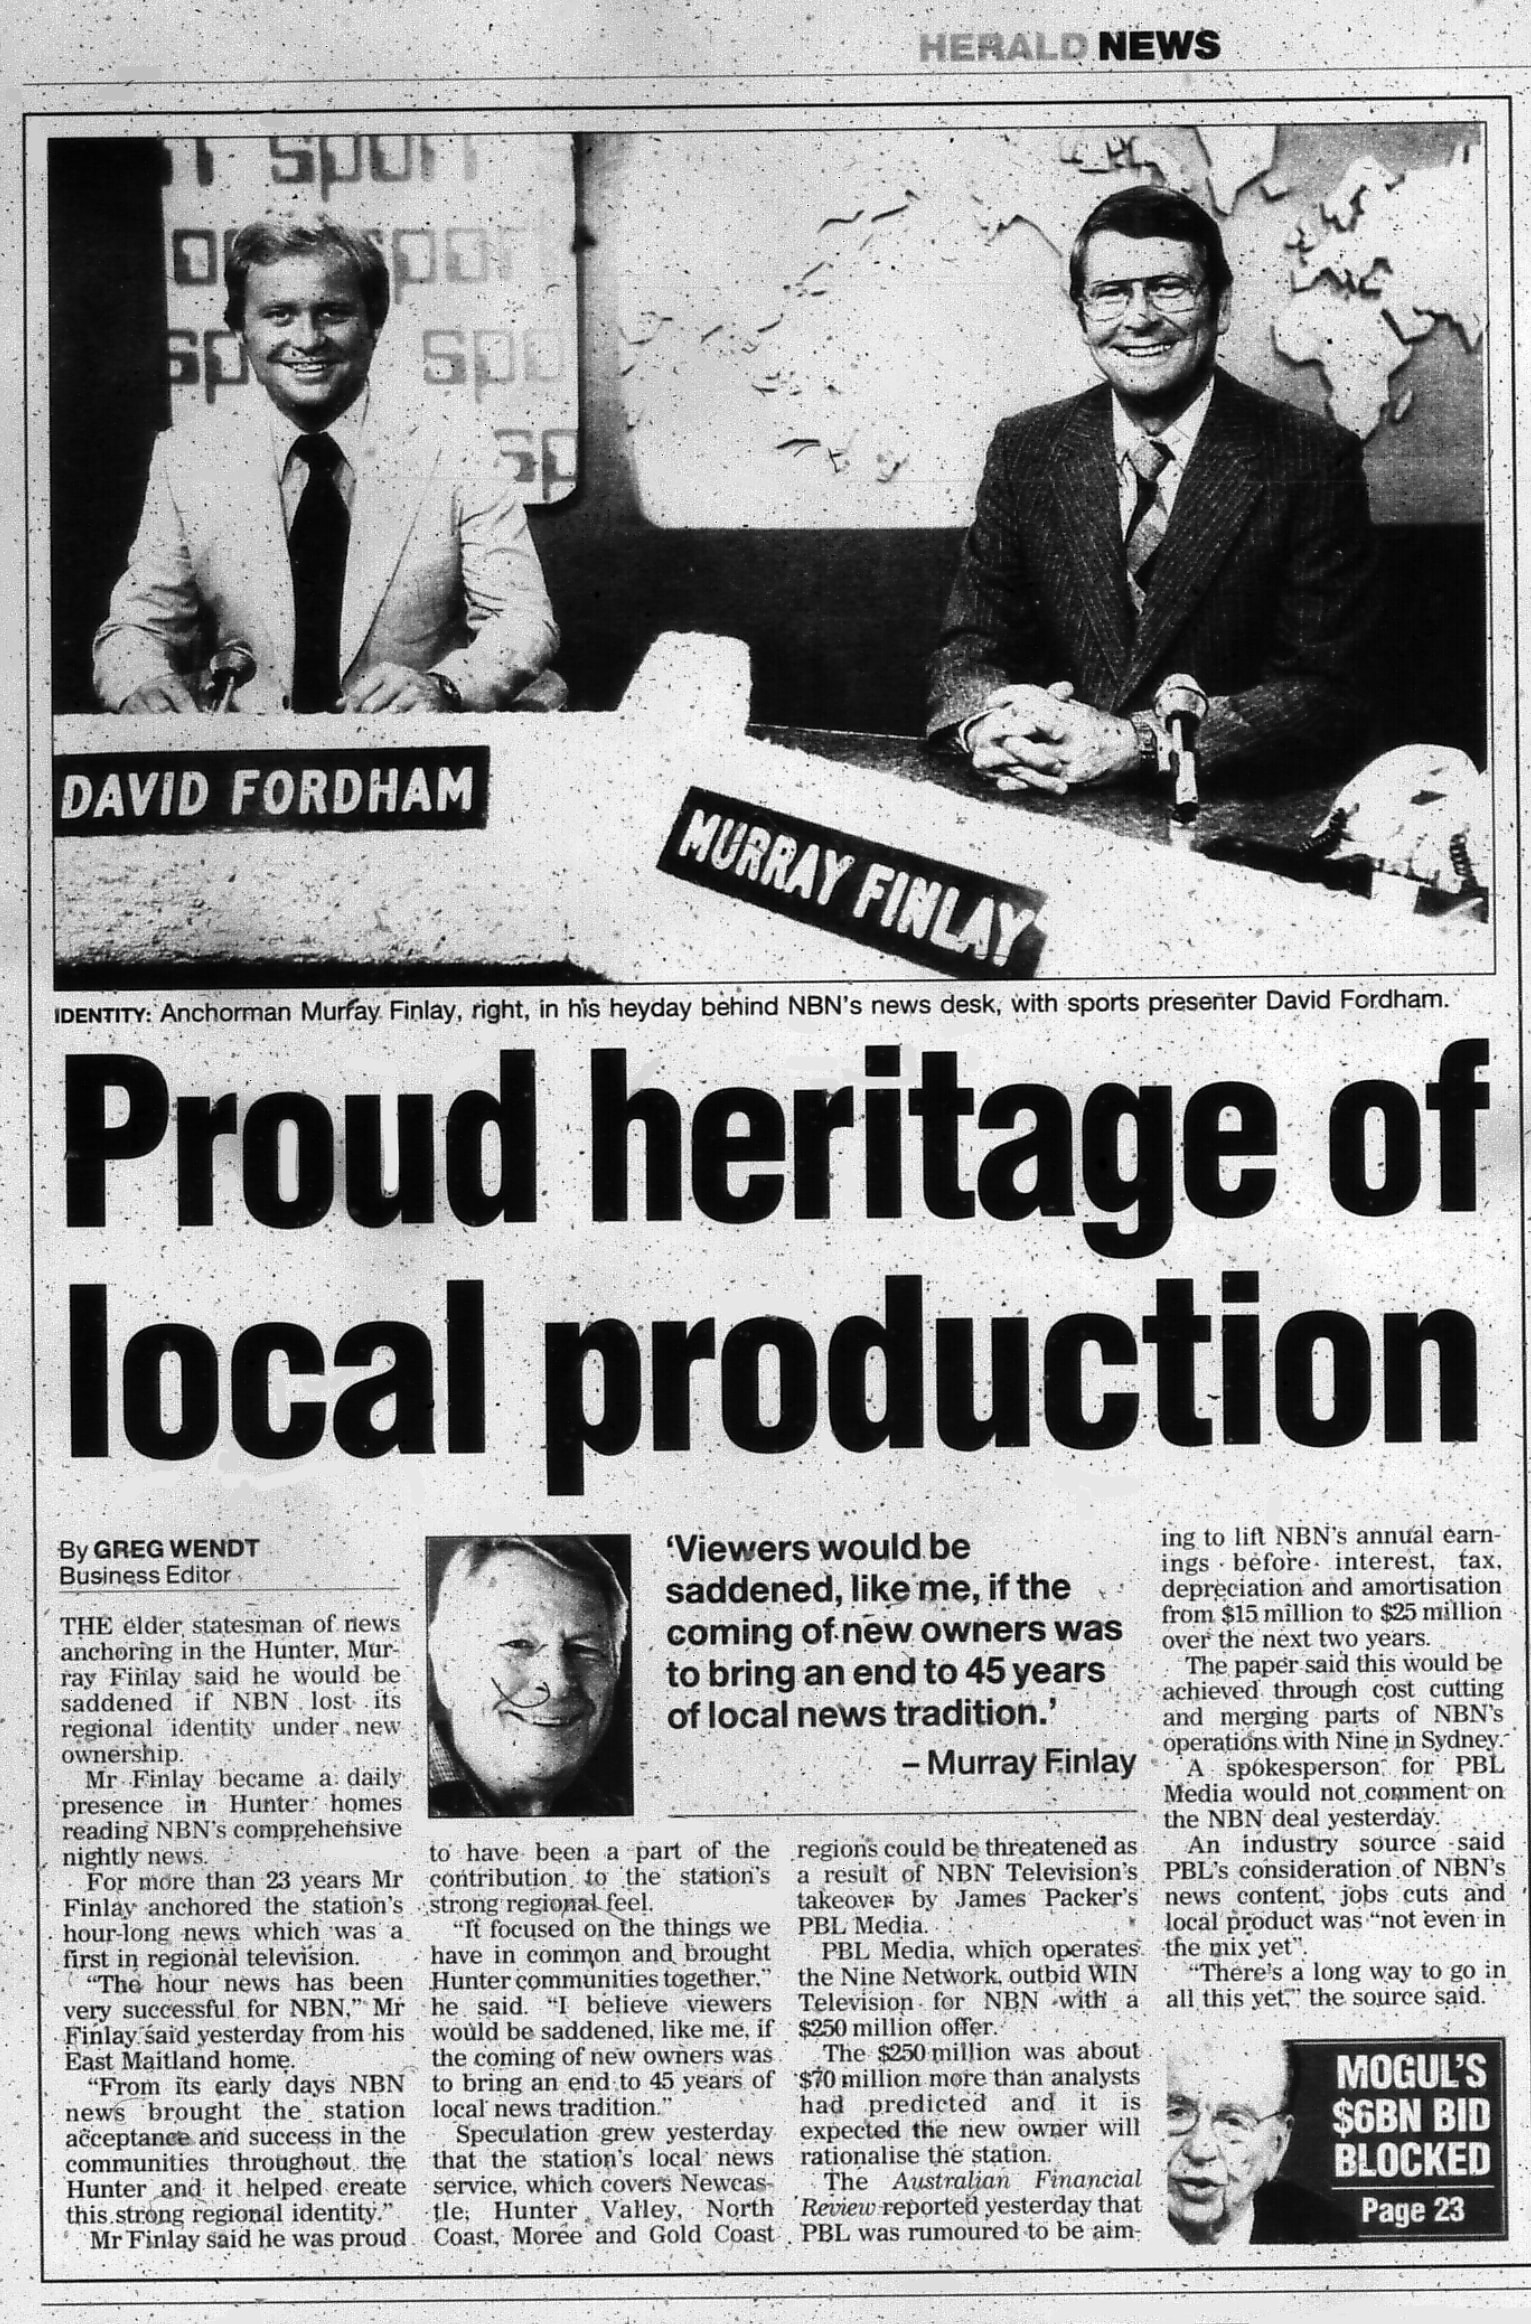 HERALD NEWS
sport
sport
sp spo
sp
DAVID FORDHAM
MURRAY FINLAY
IDENTITY: Anchorman Murray Finlay, right, in his heyday behind NBN's news desk, with sports presenter David Fordham.
Proud heritage of
local production
By GREG WENDT
Business Editor
THE elder statesman of news
anchoring in the Hunter, Mur-
ray Finlay said he would be
saddened if NBN lost its
regional identity under new
ownership.
Mr Finlay became a daily
presence in Hunter homes
reading NBN's comprehensive
nightly news.
For more than 23 years Mr
Finlay anchored the station's
hour-long news which was a
first in regional television.
"The hour news has been
very successful for NBN," Mr
Finlay said yesterday from his
East Maitland home.
"From its early days NBN
news brought the station
acceptance and success in the
communities throughout the
Hunter and it helped create
this strong regional identity."
Mr Finlay said he was proud
'Viewers would be
saddened, like me, if the
coming of new owners was
to bring an end to 45 years
of local news tradition.'
– Murray Finlay
to have been a part of the
contribution to the station's
strong regional feel.
"It focused on the things we
have in common and brought
Hunter communities together,"
he said. "I believe viewers
would be saddened, like me, if
the coming of new owners was
to bring an end to 45 years of
local news tradition."
Speculation grew yesterday
that the station's local news
service, which covers Newcas-
tle, Hunter Valley, North
Coast, Moree and Gold Coast
regions could be threatened as
a result of NBN Television's
takeover by James Packer's
PBL Media.
PBL Media, which operates
the Nine Network, outbid WIN
Television for NBN with a
$250 million offer.
The $250 million was about
$70 million more than analysts
had predicted and it is
expected the new owner will
rationalise the station.
The Australian Financial
Review reported yesterday that
PBL was rumoured to be aim-
ing to lift NBN's annual earn-
ings before interest, tax,
depreciation and amortisation
from $15 million to $25 million
over the next two years.
The paper said this would be
achieved through cost cutting
and merging parts of NBN's
operations with Nine in Sydney.
A spokesperson for PBL
Media would not comment on
the NBN deal yesterday.
An industry source said
PBL's consideration of NBN's
news content, jobs cuts and
local product was "not even in
the mix yet".
"There's a long way to go in
all this yet," the source said.
MOGUL'S
$6BN BID
BLOCKED
Page 23